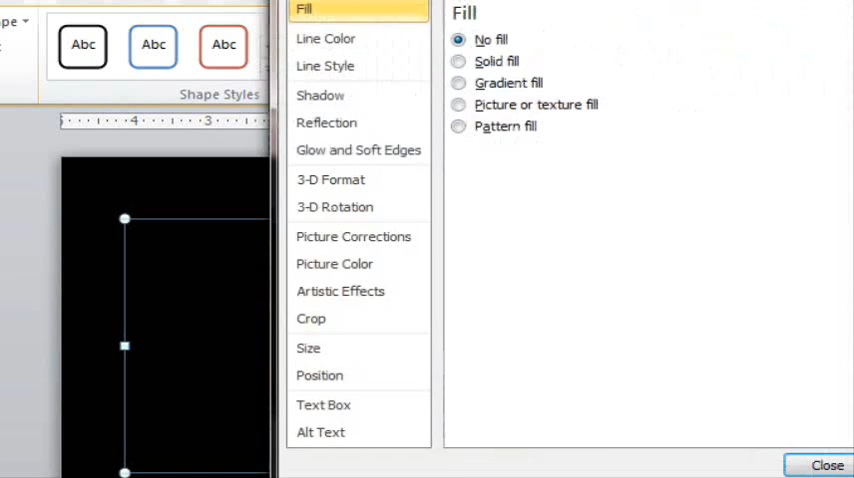 ape
Abc
Abc
Abc
Shape Styles
4
3
Fill
Line Color
Line Style
Shadow
Reflection
Glow and Soft Edges
3-D Format
3-D Rotation
Picture Corrections
Picture Color
Artistic Effects
Crop
Size
Position
Text Box
Alt Text
Fill
No fill
Solid fill
Gradient fill
Picture or texture fill
Pattern fill
Close